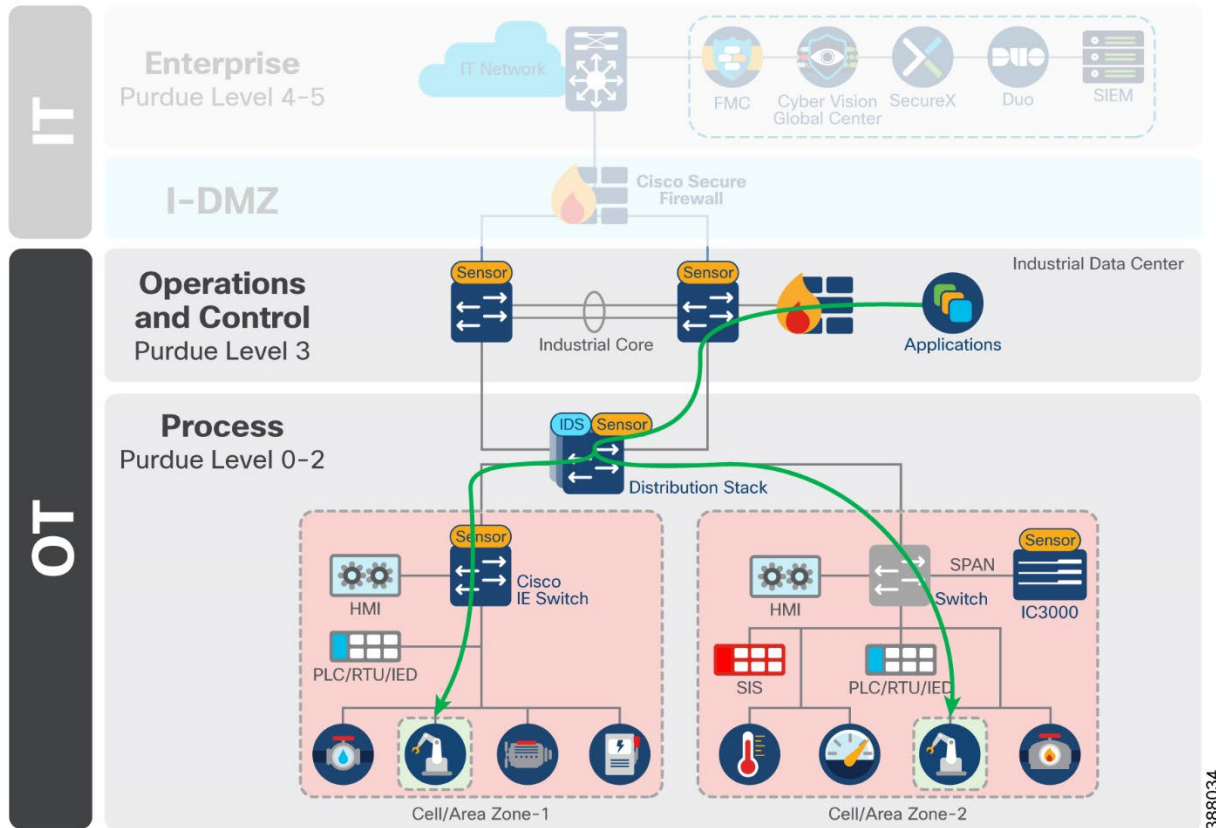 IT
Enterprise
Purdue Level 4-5
IT Network
FMC
Cyber Vision
Global Center
SecureX
Duo
SIEM
I-DMZ
Cisco Secure
Firewall
OT
Operations
and Control
Purdue Level 3
Sensor
Sensor
Industrial Core
Industrial Data Center
Applications
Process
Purdue Level 0-2
IDS
Sensor
Distribution Stack
Sensor
Cisco
IE Switch
HMI
PLC/RTU/IED
Cell/Area Zone-1
HMI
Switch
SPAN
Sensor
IC3000
SIS
PLC/RTU/IED
Cell/Area Zone-2
388034